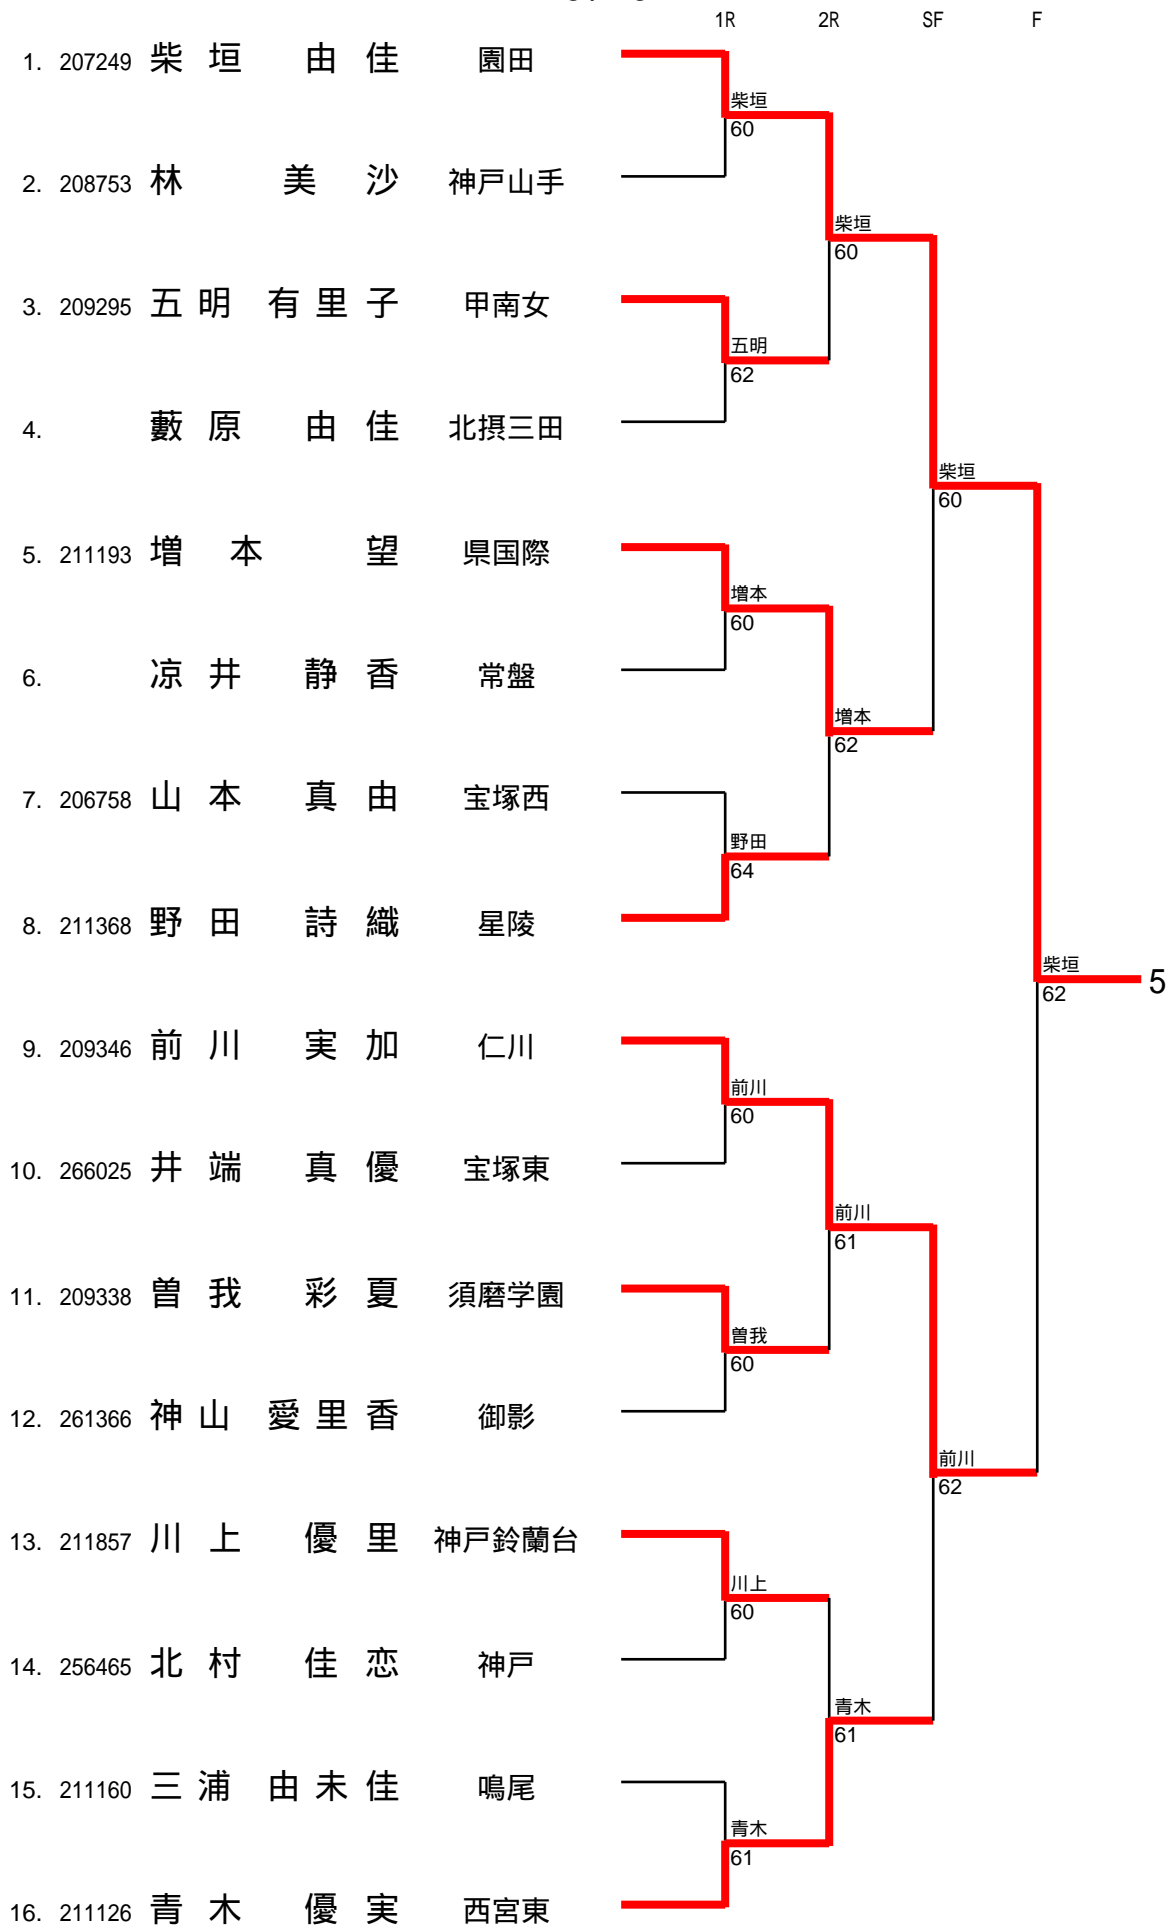 1R 2R SF F
1. 207249 柴垣 由佳 園田
柴垣
60
2. 208753 林 美沙 神戸山手
柴垣
60
3. 209295 五明 有里子 甲南女
五明
62
4. 藪原 由佳 北摂三田
柴垣
60
5. 211193 増本 望 県国際
増本
60
6. 凉井 静香 常盤
増本
62
7. 206758 山本 真由 宝塚西
野田
64
8. 211368 野田 詩織 星陵
柴垣
62
5
9. 209346 前川 実加 仁川
前川
60
10. 266025 井端 真優 宝塚東
前川
61
11. 209338 曽我 彩夏 須磨学園
曽我
60
12. 261366 神山 愛里香 御影
前川
62
13. 211857 川上 優里 神戸鈴蘭台
川上
60
14. 256465 北村 佳恋 神戸
青木
61
15. 211160 三浦 由未佳 鳴尾
青木
61
16. 211126 青木 優実 西宮東